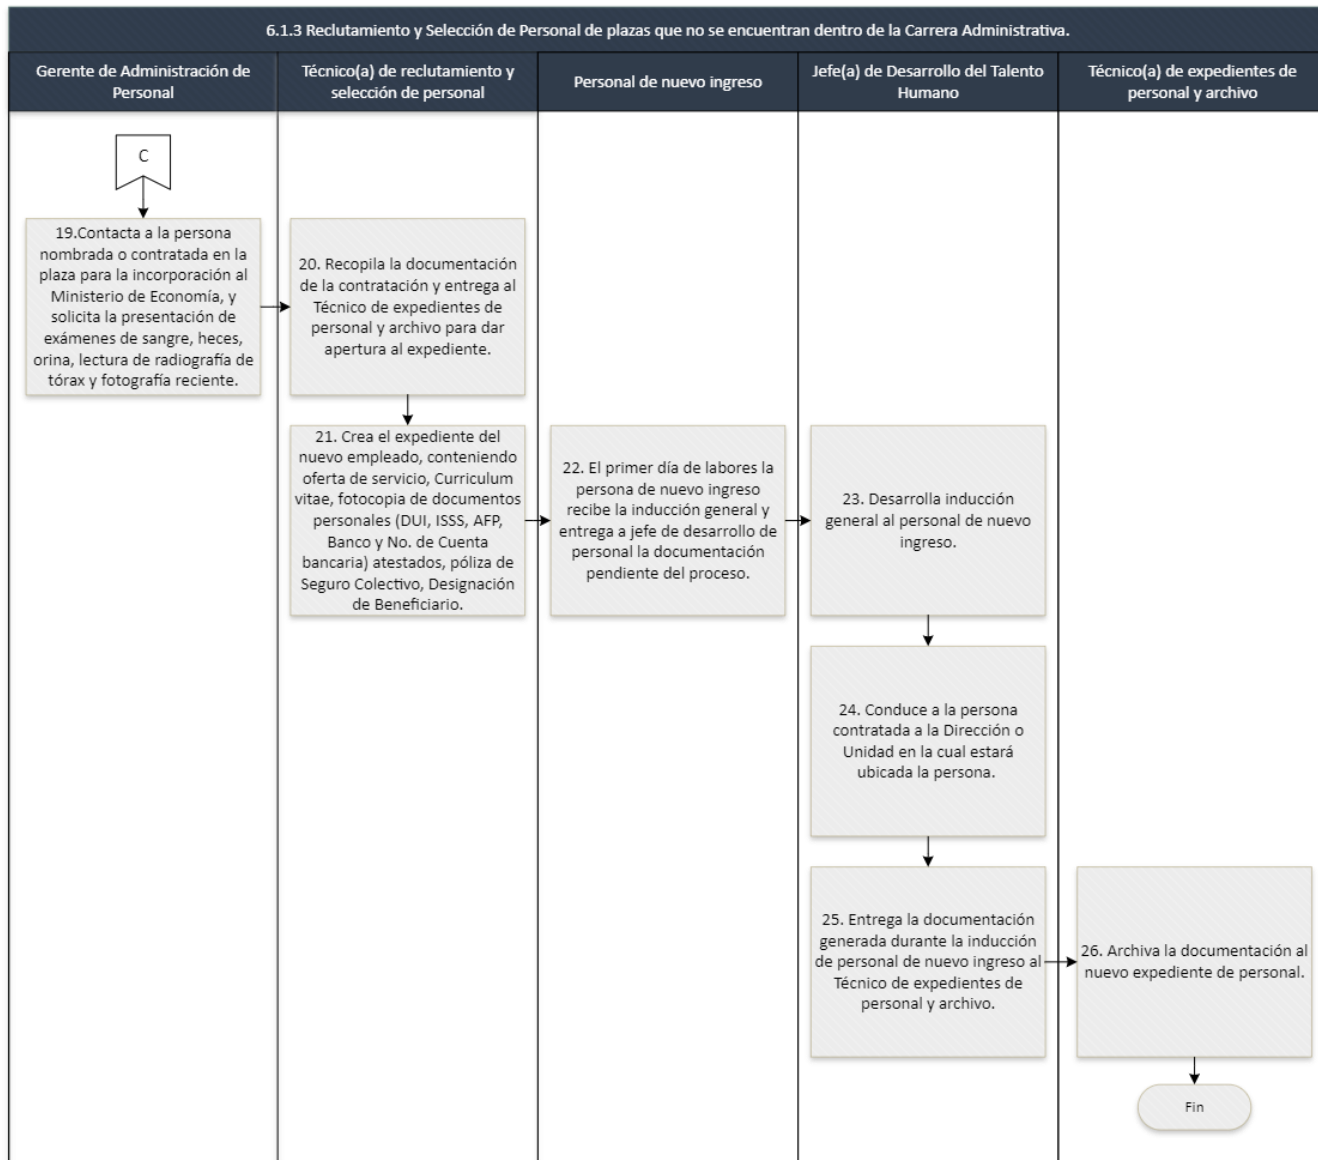 6.1.3 Reclutamiento y Selección de Personal de plazas que no se encuentran dentro de la Carrera Administrativa.
Gerente de Administración de
Personal
Técnico(a) de reclutamiento y
selección de personal
Personal de nuevo ingreso
Jefe(a) de Desarrollo del Talento
Humano
Técnico(a) de expedientes de
personal y archivo
C
19.Contacta a la persona
nombrada o contratada en la
plaza para la incorporación al
Ministerio de Economía, y
solicita la presentación de
exámenes de sangre, heces,
orina, lectura de radiografía de
tórax y fotografía reciente.
20. Recopila la documentación
de la contratación y entrega al
Técnico de expedientes de
personal y archivo para dar
apertura al expediente.
21. Crea el expediente del
nuevo empleado, conteniendo
oferta de servicio, Curriculum
vitae, fotocopia de documentos
personales (DUI, ISSS, AFP,
Banco y No. de Cuenta
bancaria) atestados, póliza de
Seguro Colectivo, Designación
de Beneficiario.
22. El primer día de labores la
persona de nuevo ingreso
recibe la inducción general y
entrega a jefe de desarrollo de
personal la documentación
pendiente del proceso.
23. Desarrolla inducción
general al personal de nuevo
ingreso.
24. Conduce a la persona
contratada a la Dirección o
Unidad en la cual estará
ubicada la persona.
25. Entrega la documentación
generada durante la inducción
de personal de nuevo ingreso al
Técnico de expedientes de
personal y archivo.
26. Archiva la documentación al
nuevo expediente de personal.
Fin